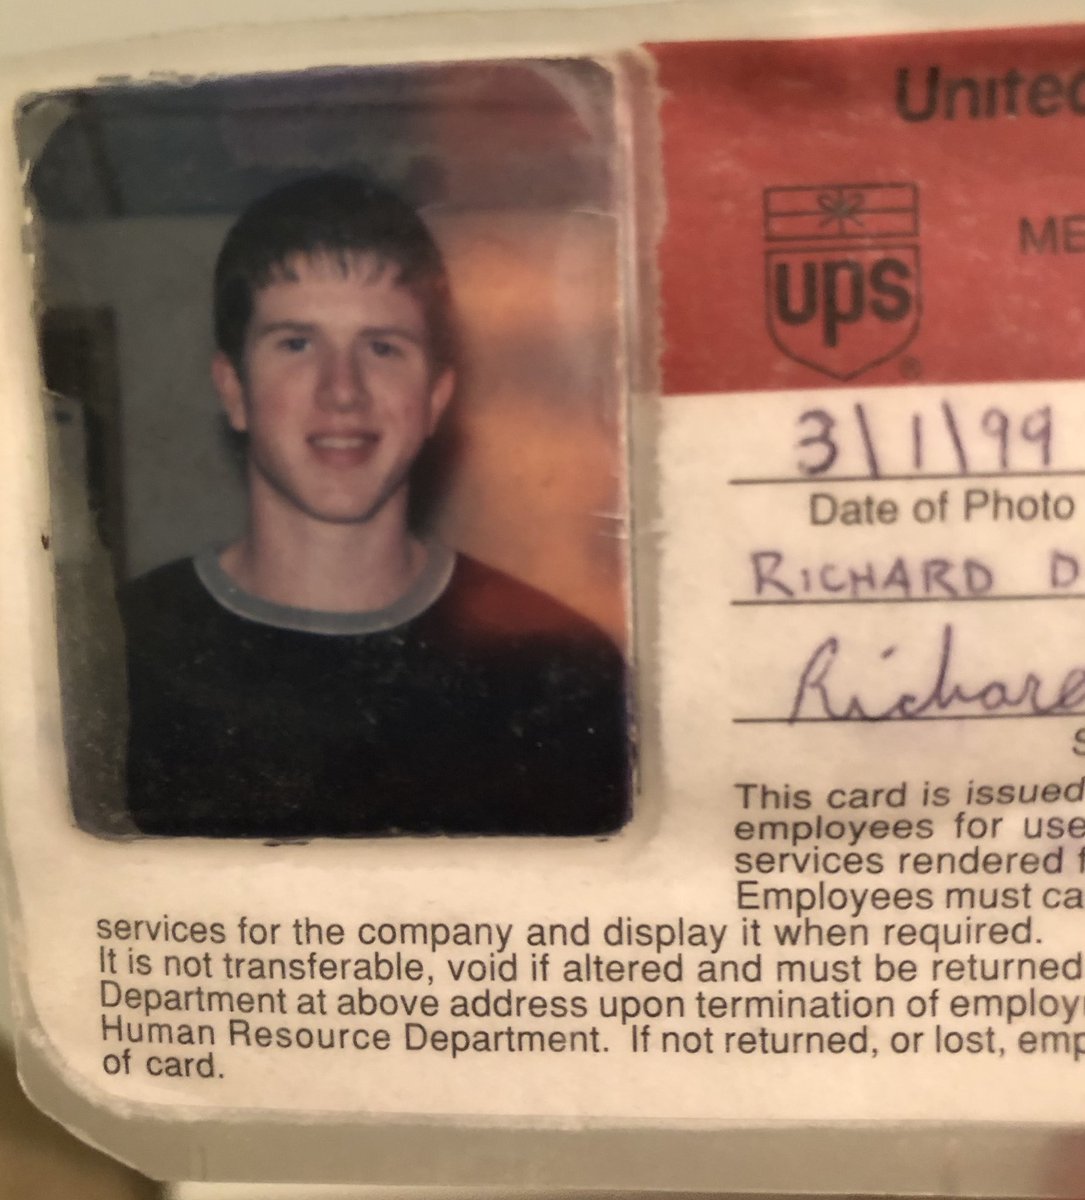 United
ups
®
ME
3\1\99
Date of Photo
RICHARD D
Richard
S
This card is issued
employees for use
services rendered f
Employees must ca
services for the company and display it when required.
It is not transferable, void if altered and must be returned
Department at above address upon termination of employ
Human Resource Department. If not returned, or lost, emp
of card.